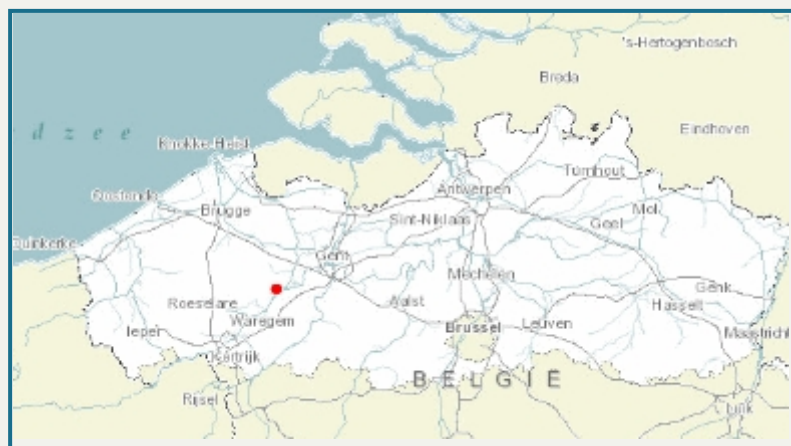 's-Hertogenbosch
Breda
d z e e
Eindhoven
Knokke-Heist
Turnhout
Antwerpen
Oostende
Mol
Brugge
Sint-Niklaas
Geel
Duinkerke
Gent
Mechelen
Genk
Roeselare
Aalst
Hasselt
Waregem
Ieper
Brussel
Leuven
Maastricht
Kortrijk
BELGIË
Rijsel
Luik